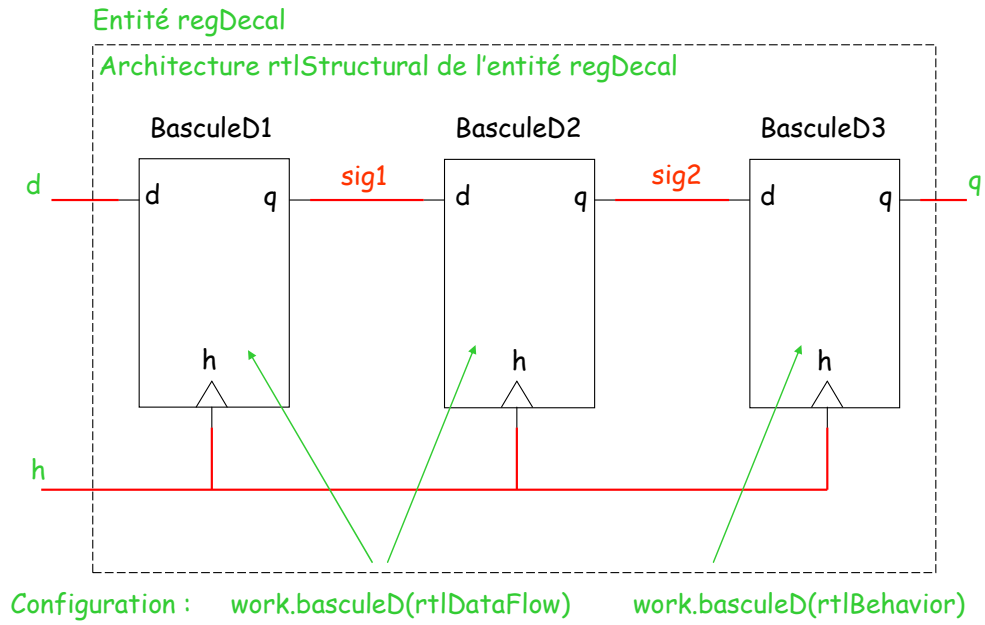 Entité regDecal
Architecture rtlStructural de l'entité regDecal
BasculeD1 BasculeD2 BasculeD3
d d q sig1 d q sig2 d q q
h h h
h
Configuration : work.basculeD(rtlDataFlow) work.basculeD(rtlBehavior)